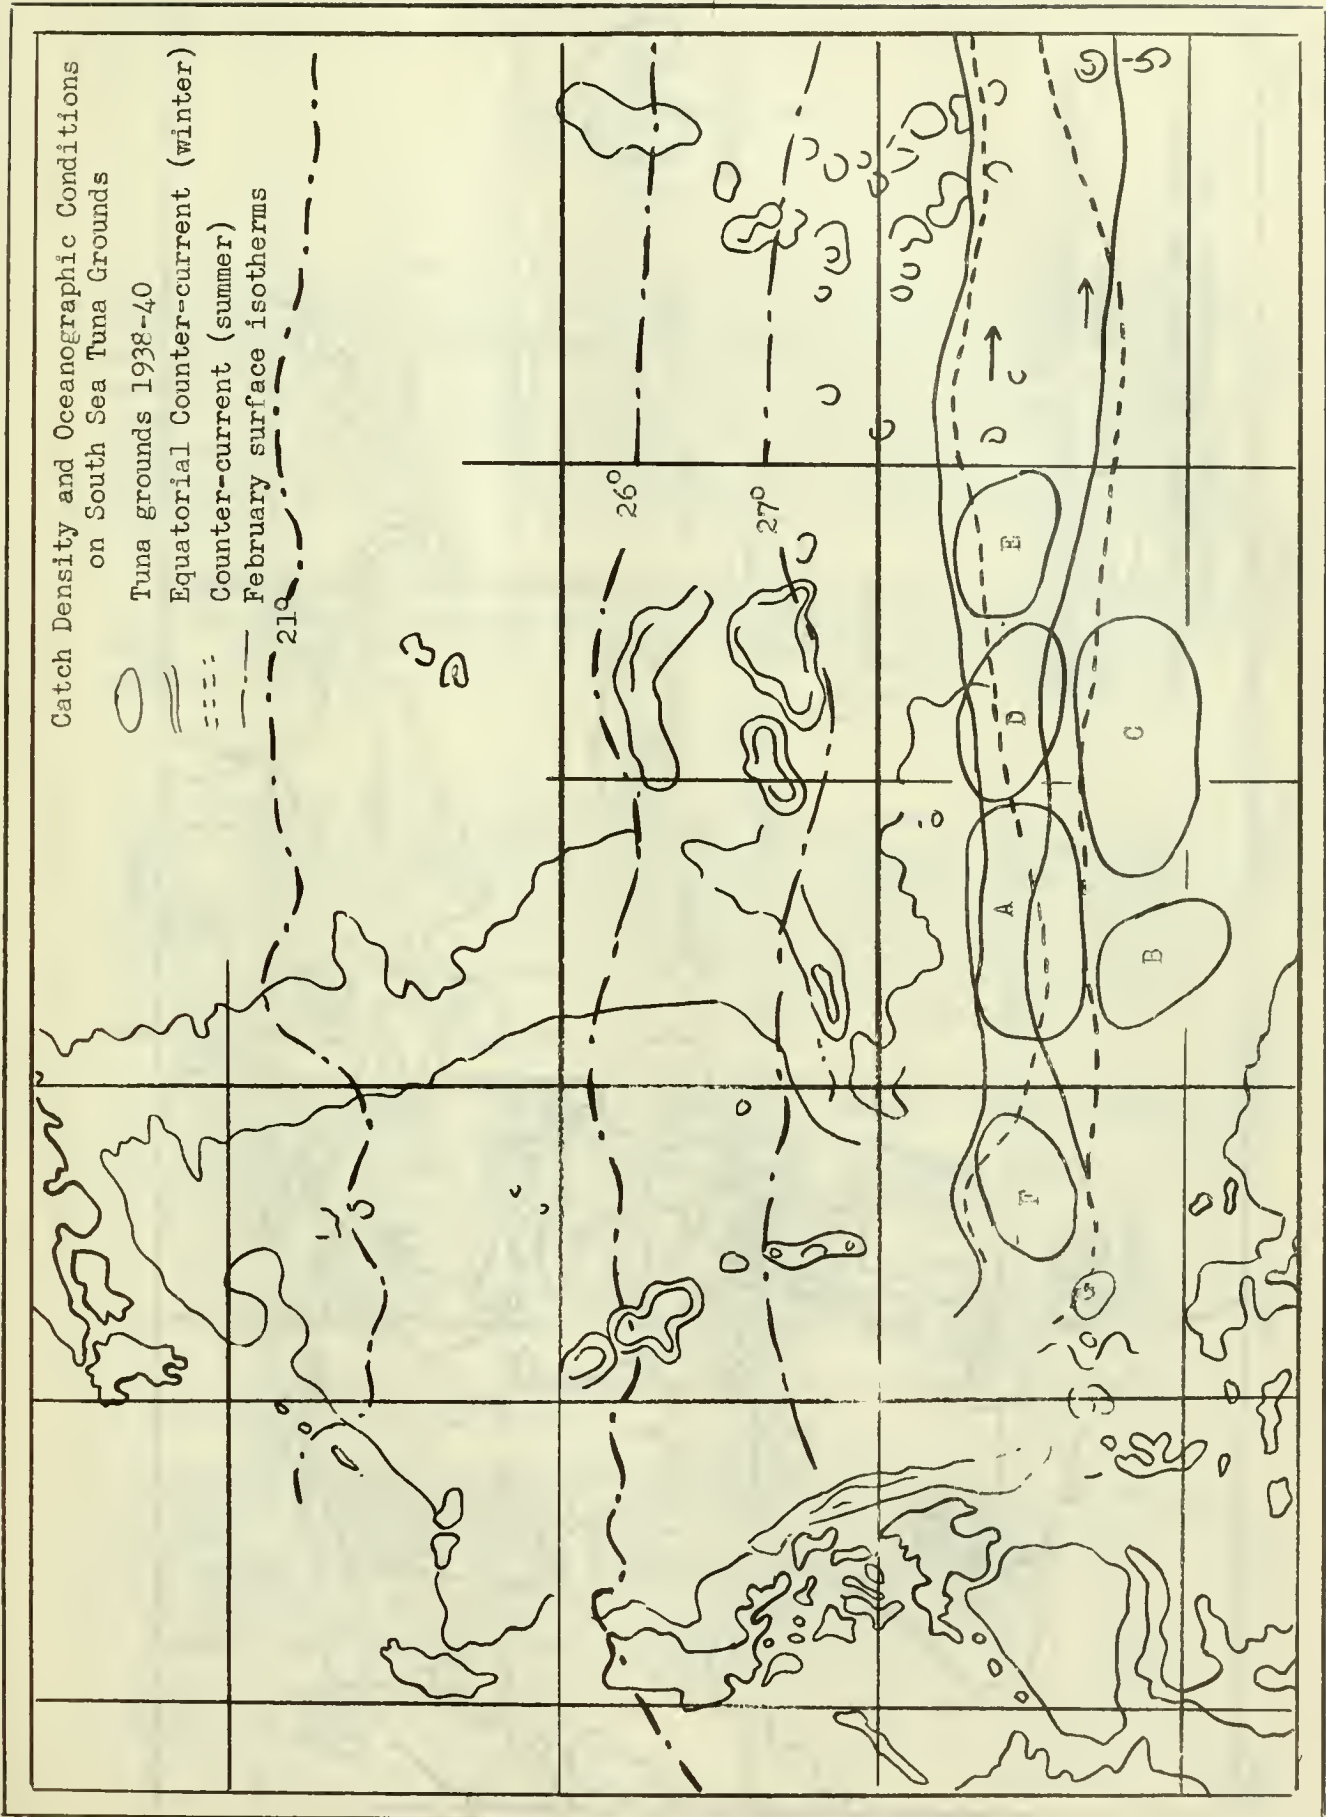 Catch Density and Oceanographic Conditions
on South Sea Tuna Grounds
Tuna grounds 1938-40
Equatorial Counter-current (winter)
Counter-current (summer)
February surface isotherms
21°
26°
27°
E
D
C
A
B
F
G